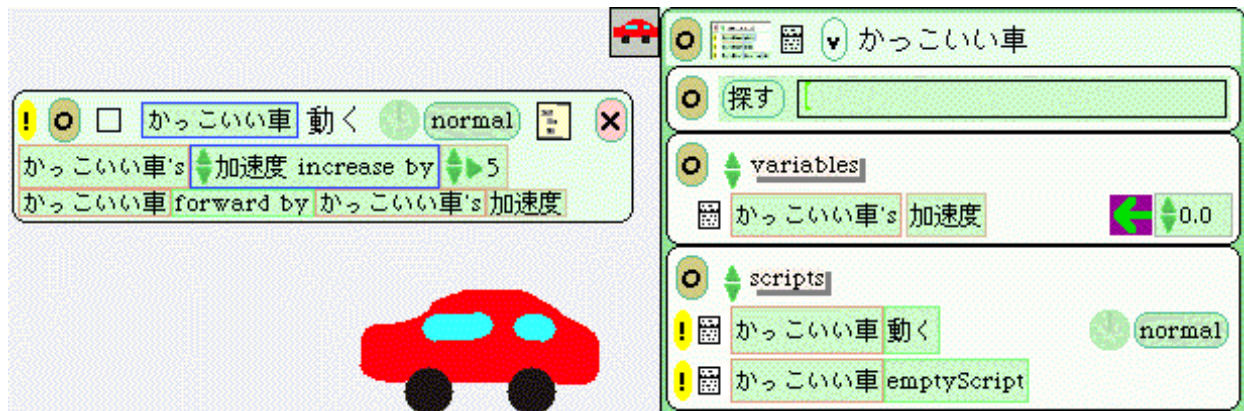 かっこいい車 動く normal
かっこいい車's 加速度 increase by 5
かっこいい車 forward by かっこいい車's 加速度
かっこいい車
探す
variables
かっこいい車's 加速度 0.0
scripts
かっこいい車 動く normal
かっこいい車 emptyScript